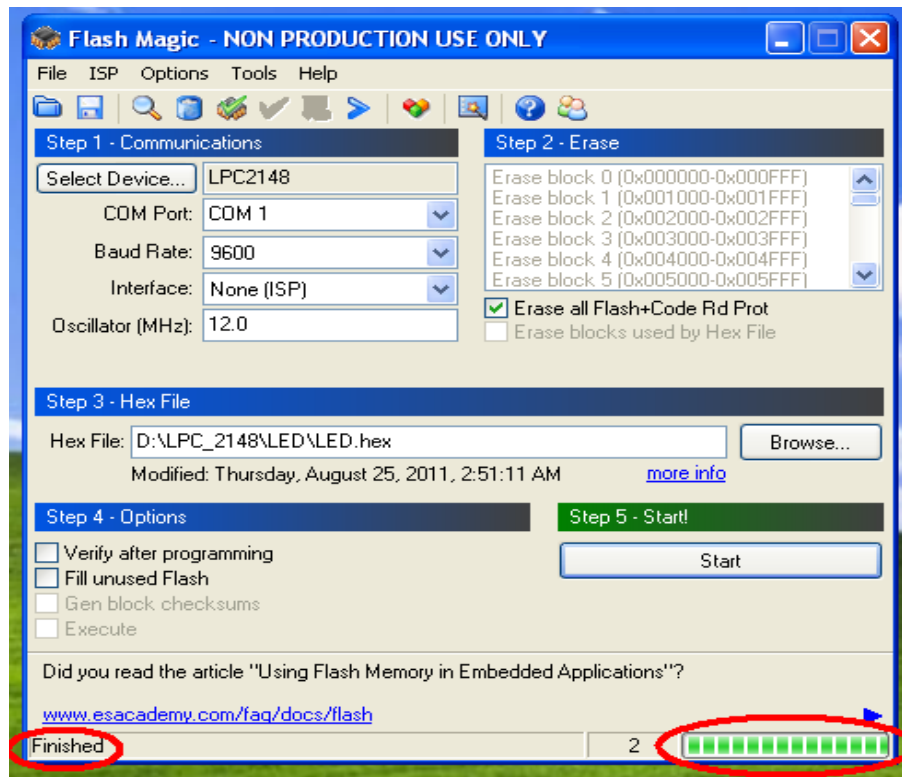 Flash Magic - NON PRODUCTION USE ONLY
File ISP Options Tools Help
Step 1 - Communications
Select Device... LPC2148
COM Port: COM 1
Baud Rate: 9600
Interface: None (ISP)
Oscillator (MHz): 12.0
Step 2 - Erase
Erase block 0 (0x000000-0x000FFF)
Erase block 1 (0x001000-0x001FFF)
Erase block 2 (0x002000-0x002FFF)
Erase block 3 (0x003000-0x003FFF)
Erase block 4 (0x004000-0x004FFF)
Erase block 5 (0x005000-0x005FFF)
Erase all Flash+Code Rd Prot
Erase blocks used by Hex File
Step 3 - Hex File
Hex File: D:\LPC_2148\LED\LED.hex Browse...
Modified: Thursday, August 25, 2011, 2:51:11 AM more info
Step 4 - Options
Verify after programming
Fill unused Flash
Gen block checksums
Execute
Step 5 - Start!
Start
Did you read the article "Using Flash Memory in Embedded Applications"?
www.esacademy.com/faq/docs/flash
Finished 2